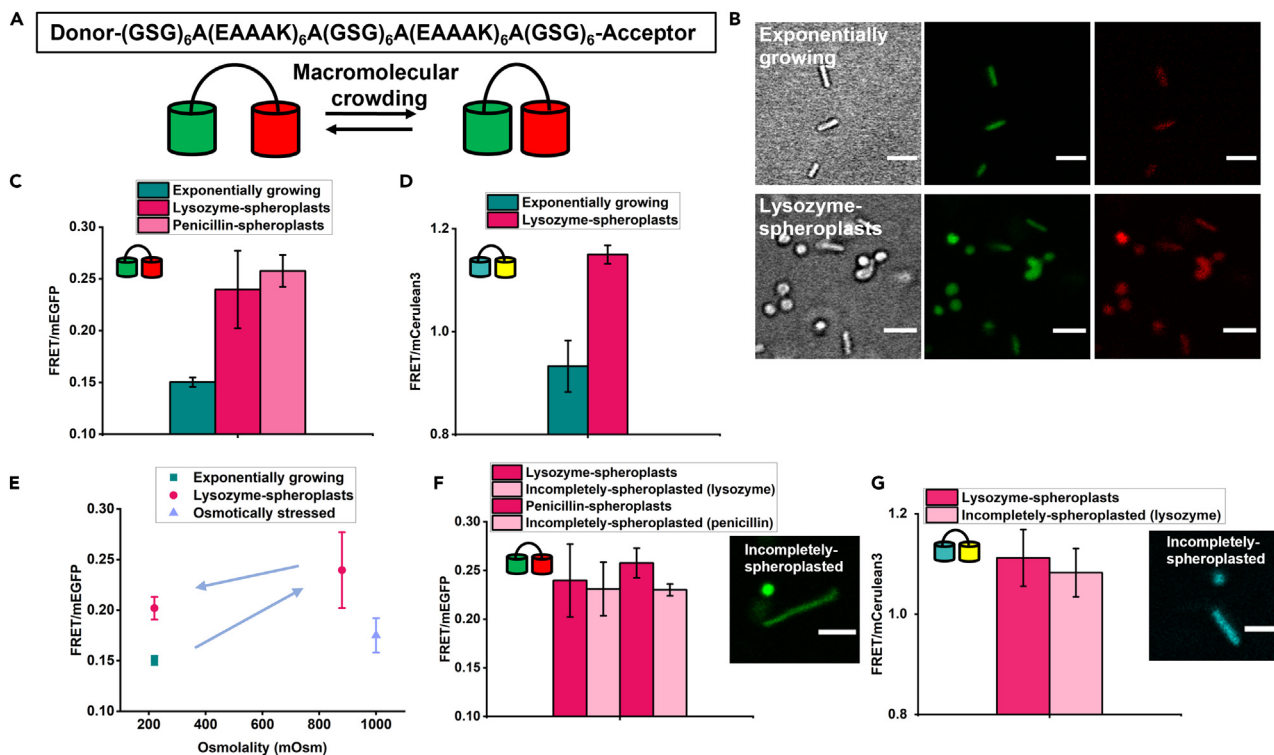 A
Donor-(GSG)₆A(EAAAK)₆A(GSG)₆A(EAAAK)₆A(GSG)₆-Acceptor
Macromolecular
crowding
B
Exponentially
growing
Lysozyme-
spheroplasts
C
Exponentially growing
Lysozyme-spheroplasts
Penicillin-spheroplasts
FRET/mEGFP
0.30
0.25
0.20
0.15
0.10
D
Exponentially growing
Lysozyme-spheroplasts
FRET/mCerulean3
1.2
1.0
0.8
E
Exponentially growing
Lysozyme-spheroplasts
Osmotically stressed
FRET/mEGFP
0.30
0.25
0.20
0.15
0.10
200
400
600
800
1000
Osmolality (mOsm)
F
Lysozyme-spheroplasts
Incompletely-spheroplasted (lysozyme)
Penicillin-spheroplasts
Incompletely-spheroplasted (penicillin)
FRET/mEGFP
0.30
0.25
0.20
0.15
0.10
Incompletely-
spheroplasted
G
Lysozyme-spheroplasts
Incompletely-spheroplasted (lysozyme)
FRET/mCerulean3
1.2
1.0
0.8
Incompletely-
spheroplasted